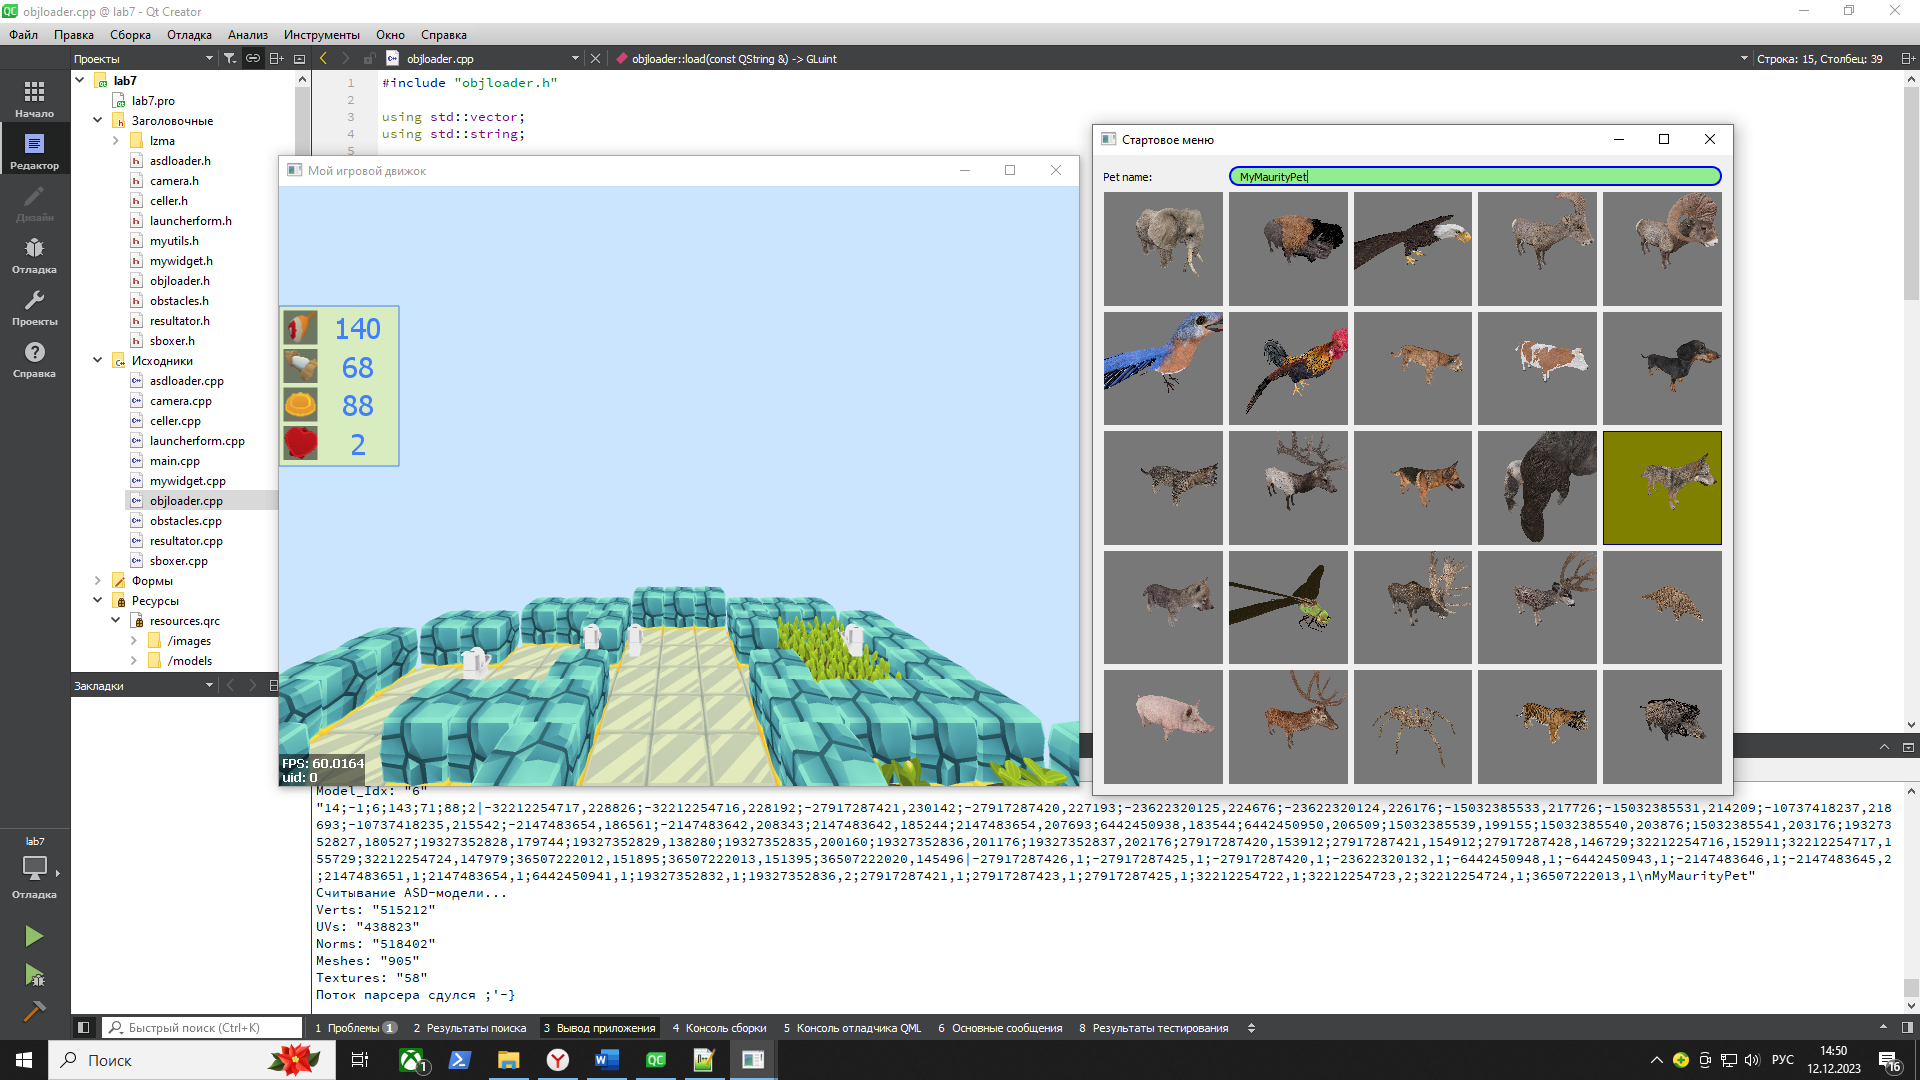 objloader.cpp @ lab7 - Qt Creator
Файл Правка Сборка Отладка Анализ Инструменты Окно Справка
Проекты
objloader.cpp
objloader::load(const QString &) -> GLuint
Строка: 15, Столбец: 39
Начало
Редактор
Дизайн
Отладка
Проекты
Справка
lab7
lab7.pro
Заголовочные
lzma
asdloader.h
camera.h
celler.h
launcherform.h
myutils.h
mywidget.h
objloader.h
obstacles.h
resultator.h
sboxer.h
Исходники
asdloader.cpp
camera.cpp
celler.cpp
launcherform.cpp
main.cpp
mywidget.cpp
objloader.cpp
obstacles.cpp
resultator.cpp
sboxer.cpp
Формы
Ресурсы
resources.qrc
/images
/models
Закладки
1 #include "objloader.h"
2
3 using std::vector;
4 using std::string;
5
Мой игровой движок
140
68
88
2
FPS: 60.0164
uid: 0
Стартовое меню
Pet name: MyMaurityPet
Model_Idx: "6"
"14;-1;6;143;71;88;2|-32212254717,228826;-32212254716,228192;-27917287421,230142;-27917287420,227193;-23622320125,224676;-23622320124,226176;-15032385533,217726;-15032385531,214209;-10737418237,218
693;-10737418235,215542;-2147483654,186561;-2147483642,208343;2147483642,185244;2147483654,207693;6442450938,183544;6442450950,206509;15032385539,199155;15032385540,203876;15032385541,203176;19327
352827,180527;19327352828,179744;19327352829,138280;19327352835,200160;19327352836,201176;19327352837,202176;27917287420,153912;27917287421,154912;27917287428,146729;32212254716,152911;32212254717,1
55729;32212254724,147979;36507222012,151895;36507222013,151395;36507222020,145496|-27917287426,1;-27917287425,1;-27917287420,1;-23622320132,1;-6442450948,1;-6442450943,1;-2147483646,1;-2147483645,2
;2147483651,1;2147483654,1;6442450941,1;19327352832,1;19327352836,2;27917287421,1;27917287423,1;27917287425,1;32212254722,1;32212254723,2;32212254724,1;36507222013,1\nMyMaurityPet"
Считывание ASD-модели...
Verts: "515212"
UVs: "438823"
Norms: "518402"
Meshes: "905"
Textures: "58"
Поток парсера сдулся ;'-}
lab7
Отладка
Быстрый поиск (Ctrl+K)
1 Проблемы 1 2 Результаты поиска 3 Вывод приложения 4 Консоль сборки 5 Консоль отладчика QML 6 Основные сообщения 8 Результаты тестирования
Поиск
1
РУС
14:50
12.12.2023
16